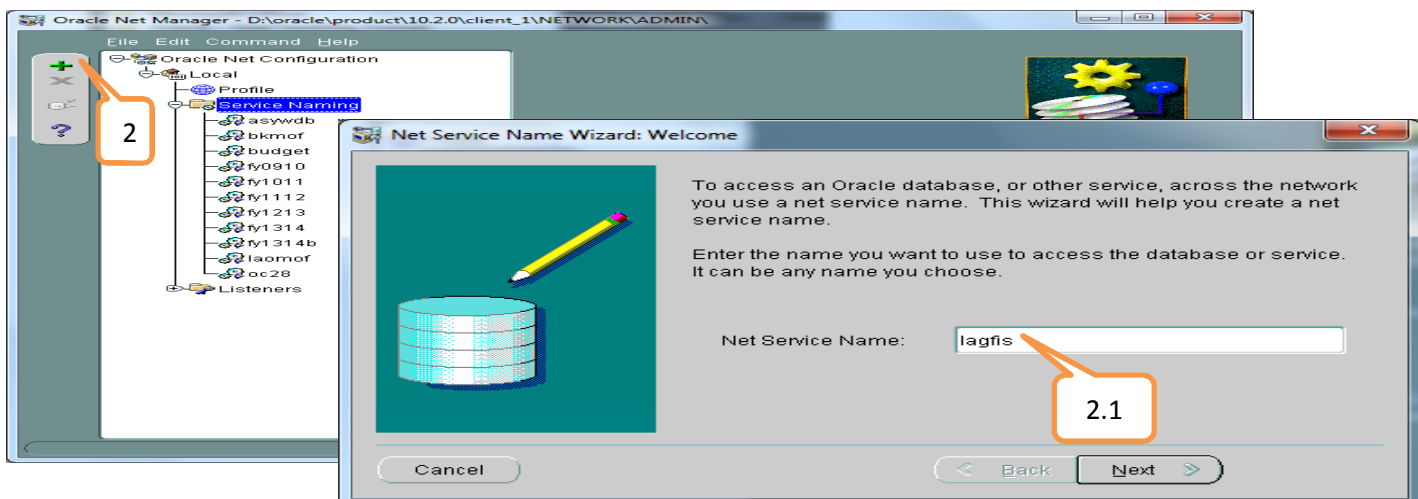 Oracle Net Manager - D:\oracle\product\10.2.0\client_1\NETWORK\ADMIN\
File Edit Command Help
Oracle Net Configuration
Local
Profile
Service Naming
asywdb
bkmof
budget
fy0910
fy1011
fy1112
fy1213
fy1314
fy1314b
laomof
oc28
Listeners
2
Net Service Name Wizard: Welcome
To access an Oracle database, or other service, across the network
you use a net service name. This wizard will help you create a net
service name.
Enter the name you want to use to access the database or service.
It can be any name you choose.
Net Service Name: lagfis
2.1
Cancel Back Next